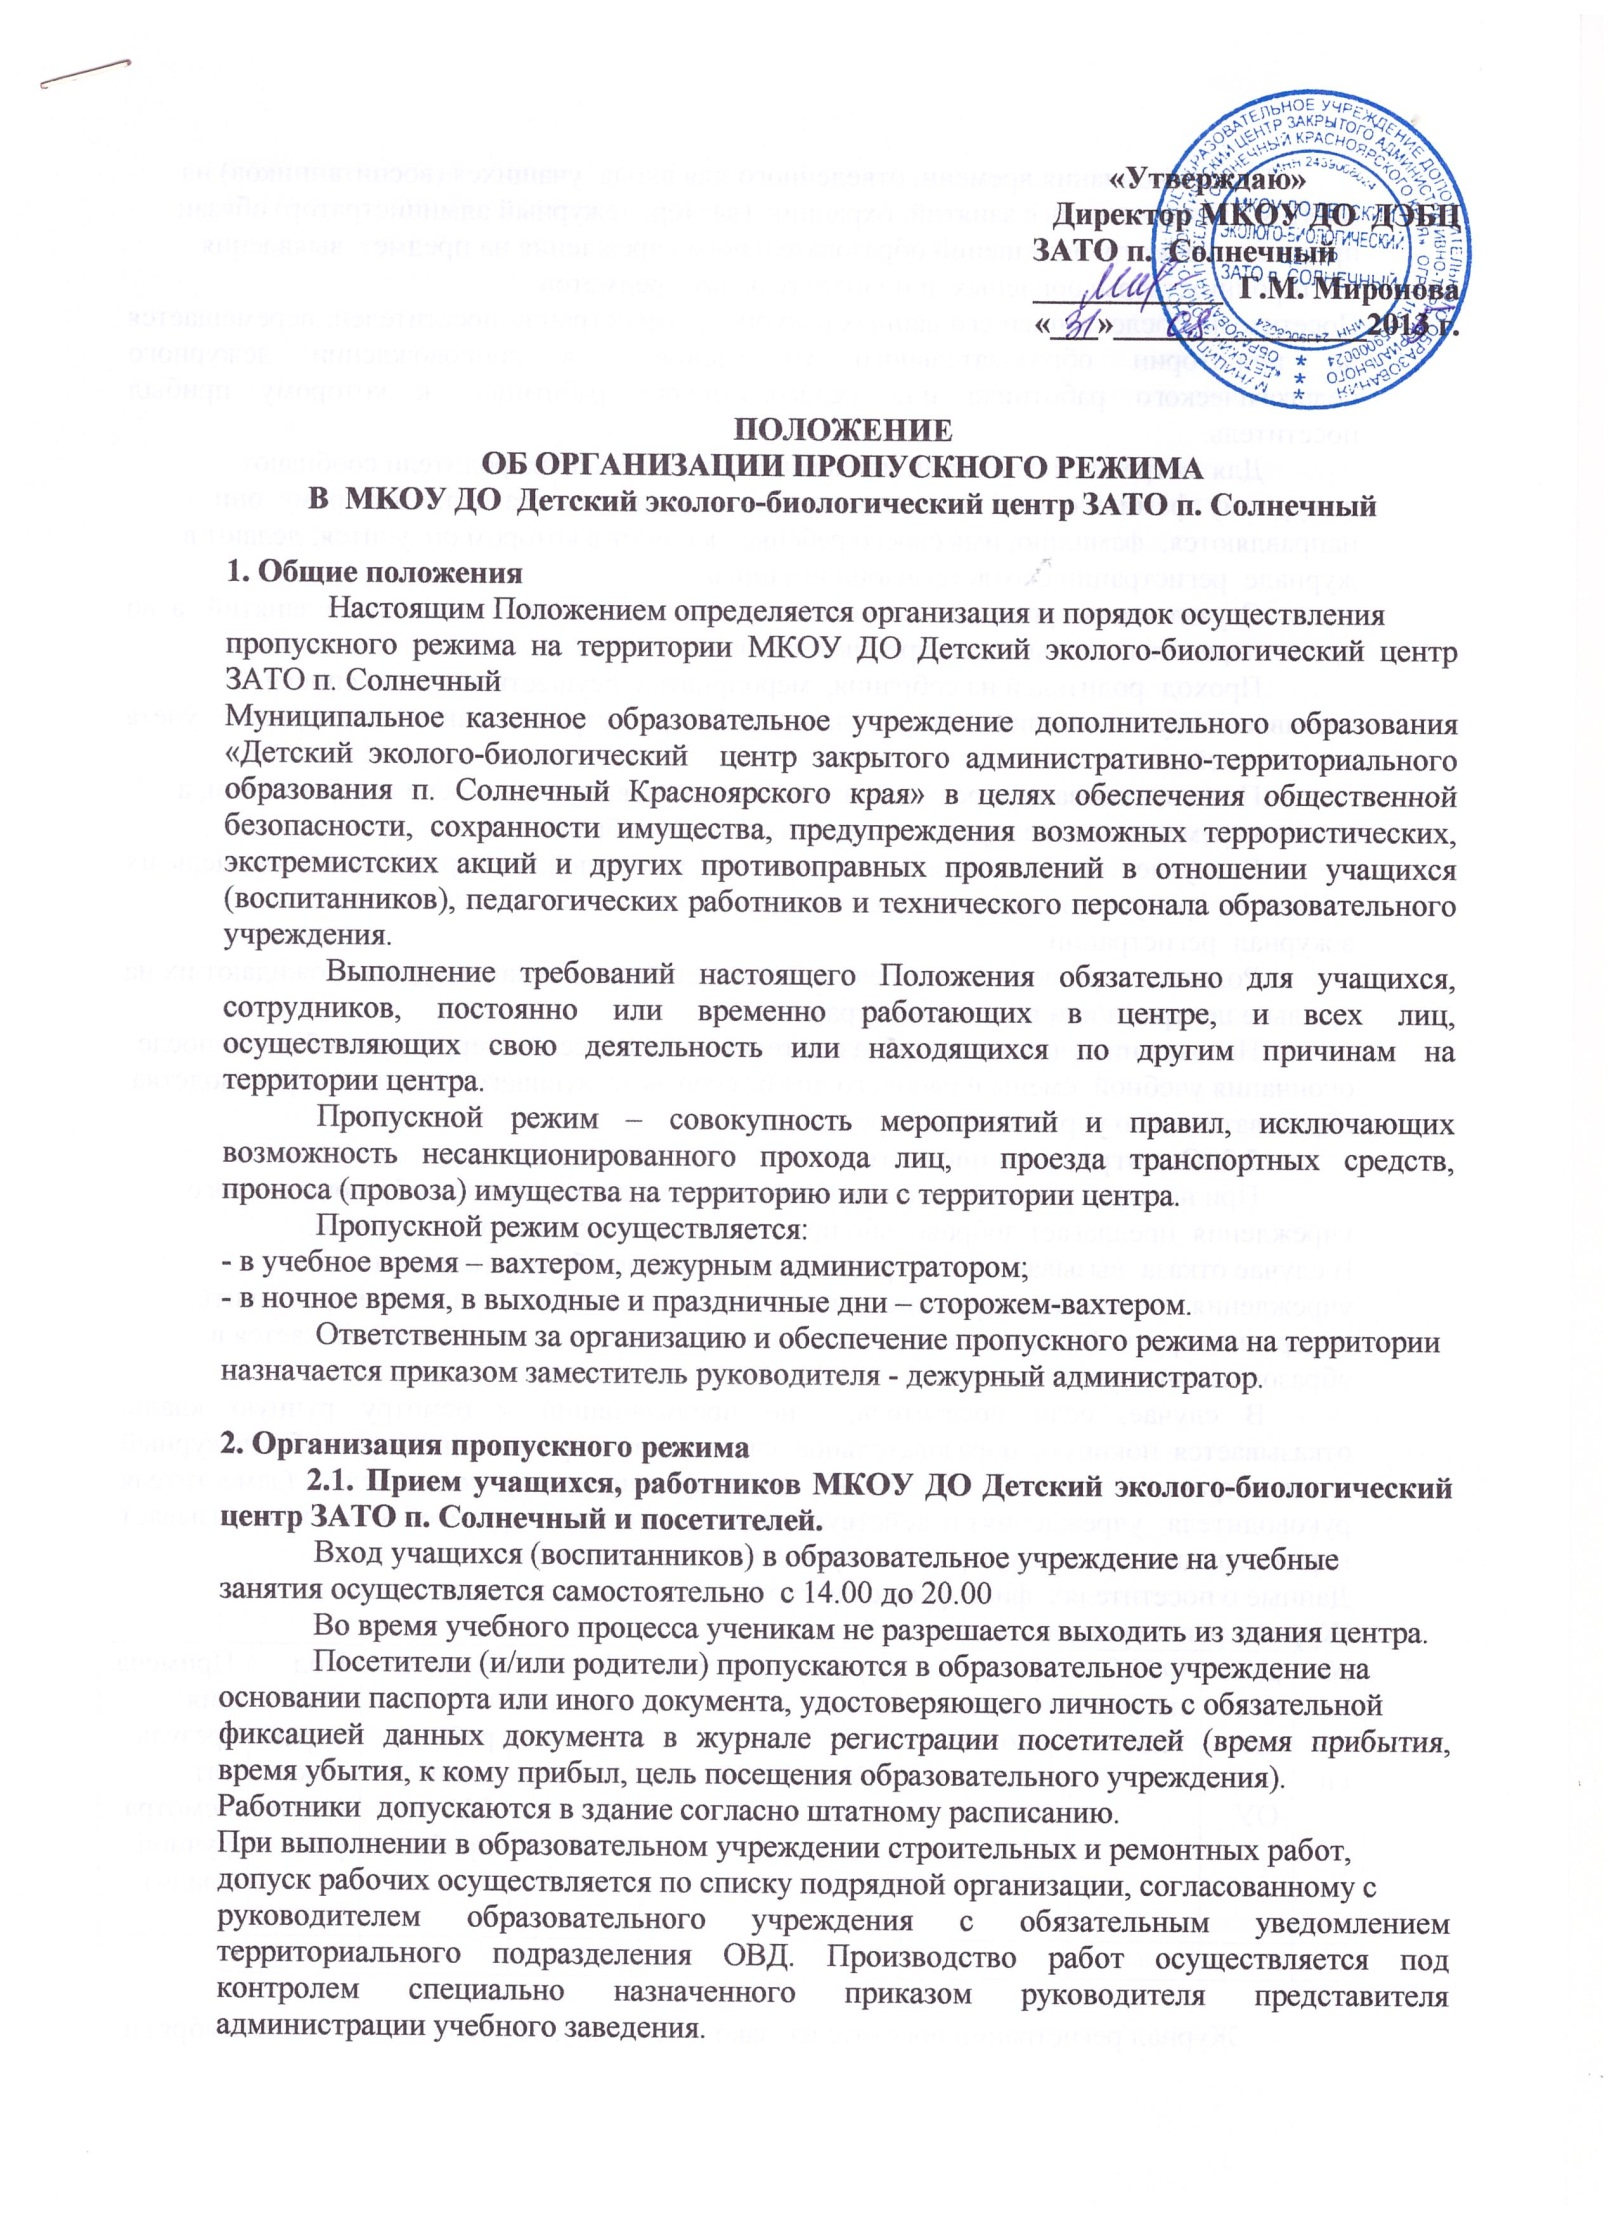 «Утверждаю»
Директор МКОУ ДО ДЭБЦ
ЗАТО п. Солнечный
Г.М. Миронова
«31» 08 2013 г.
ПОЛОЖЕНИЕ
ОБ ОРГАНИЗАЦИИ ПРОПУСКНОГО РЕЖИМА
В МКОУ ДО Детский эколого-биологический центр ЗАТО п. Солнечный
1. Общие положения
Настоящим Положением определяется организация и порядок осуществления
пропускного режима на территории МКОУ ДО Детский эколого-биологический центр
ЗАТО п. Солнечный
Муниципальное казенное образовательное учреждение дополнительного образования
«Детский эколого-биологический центр закрытого административно-территориального
образования п. Солнечный Красноярского края» в целях обеспечения общественной
безопасности, сохранности имущества, предупреждения возможных террористических,
экстремистских акций и других противоправных проявлений в отношении учащихся
(воспитанников), педагогических работников и технического персонала образовательного
учреждения.
Выполнение требований настоящего Положения обязательно для учащихся,
сотрудников, постоянно или временно работающих в центре, и всех лиц,
осуществляющих свою деятельность или находящихся по другим причинам на
территории центра.
Пропускной режим – совокупность мероприятий и правил, исключающих
возможность несанкционированного прохода лиц, проезда транспортных средств,
проноса (провоза) имущества на территорию или с территории центра.
Пропускной режим осуществляется:
- в учебное время – вахтером, дежурным администратором;
- в ночное время, в выходные и праздничные дни – сторожем-вахтером.
Ответственным за организацию и обеспечение пропускного режима на территории
назначается приказом заместитель руководителя - дежурный администратор.
2. Организация пропускного режима
2.1. Прием учащихся, работников МКОУ ДО Детский эколого-биологический
центр ЗАТО п. Солнечный и посетителей.
Вход учащихся (воспитанников) в образовательное учреждение на учебные
занятия осуществляется самостоятельно с 14.00 до 20.00
Во время учебного процесса ученикам не разрешается выходить из здания центра.
Посетители (и/или родители) пропускаются в образовательное учреждение на
основании паспорта или иного документа, удостоверяющего личность с обязательной
фиксацией данных документа в журнале регистрации посетителей (время прибытия,
время убытия, к кому прибыл, цель посещения образовательного учреждения).
Работники допускаются в здание согласно штатному расписанию.
При выполнении в образовательном учреждении строительных и ремонтных работ,
допуск рабочих осуществляется по списку подрядной организации, согласованному с
руководителем образовательного учреждения с обязательным уведомлением
территориального подразделения ОВД. Производство работ осуществляется под
контролем специально назначенного приказом руководителя представителя
администрации учебного заведения.
МКОУ ДО ДЕТСКИЙ
ЭКОЛОГО-БИОЛОГИЧЕСКИЙ
ЦЕНТР
ЗАТО п. СОЛНЕЧНЫЙ